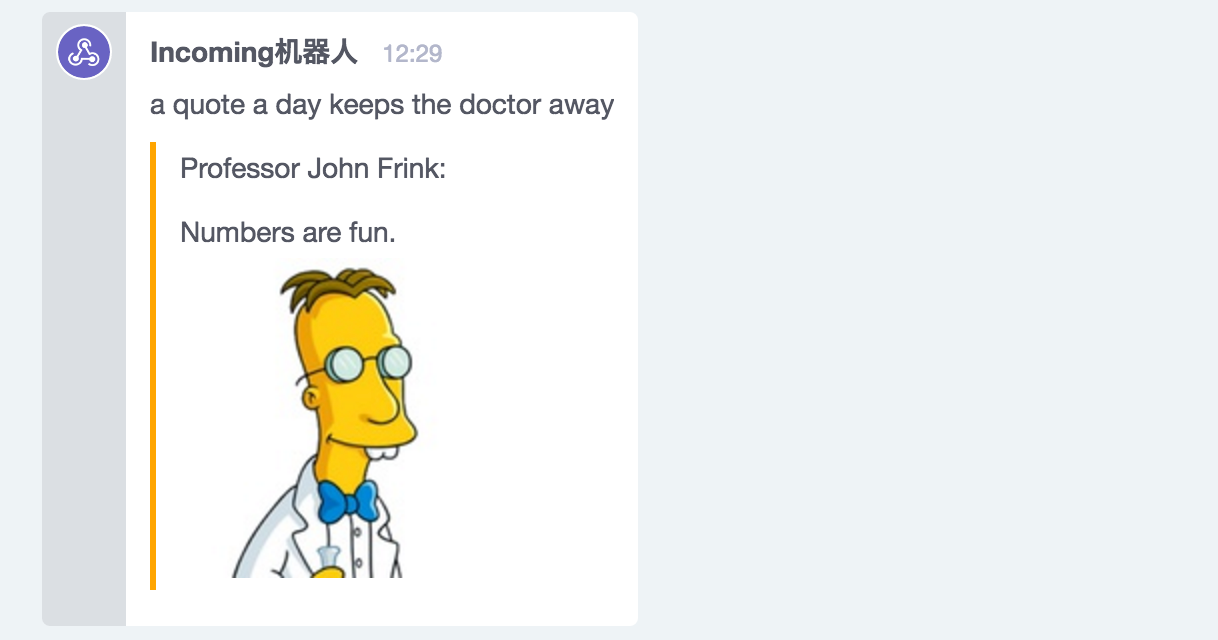 Incoming机器人 12:29
a quote a day keeps the doctor away
Professor John Frink:
Numbers are fun.